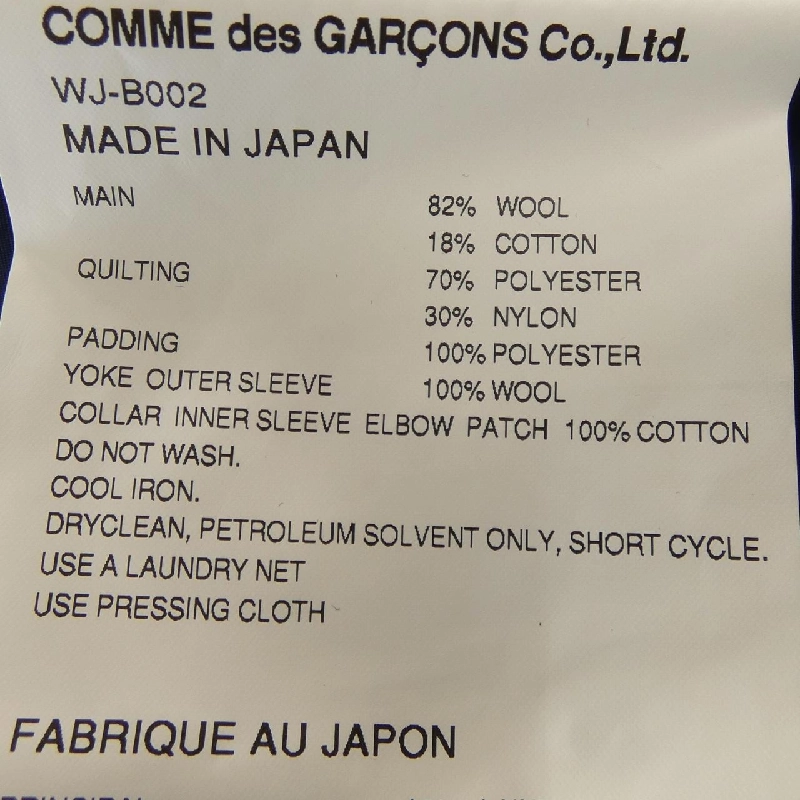 COMME des GARÇONS Co.,Ltd.
WJ-B002
MADE IN JAPAN
MAIN 82% WOOL
18% COTTON
QUILTING 70% POLYESTER
30% NYLON
PADDING 100% POLYESTER
YOKE OUTER SLEEVE 100% WOOL
COLLAR INNER SLEEVE ELBOW PATCH 100% COTTON
DO NOT WASH.
COOL IRON.
DRYCLEAN, PETROLEUM SOLVENT ONLY, SHORT CYCLE.
USE A LAUNDRY NET
USE PRESSING CLOTH
FABRIQUE AU JAPON